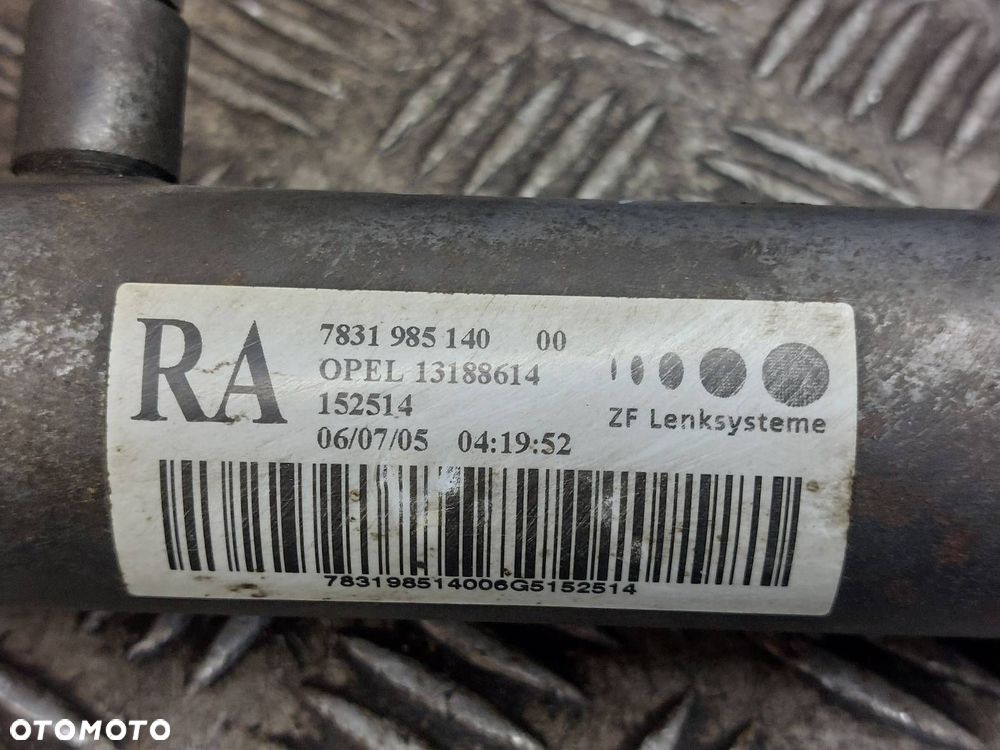 RA
7831 985 140 00
OPEL 13188614
152514
06/07/05 04:19:52
ZF Lenksysteme
783198514006G5152514
OTOMOTO